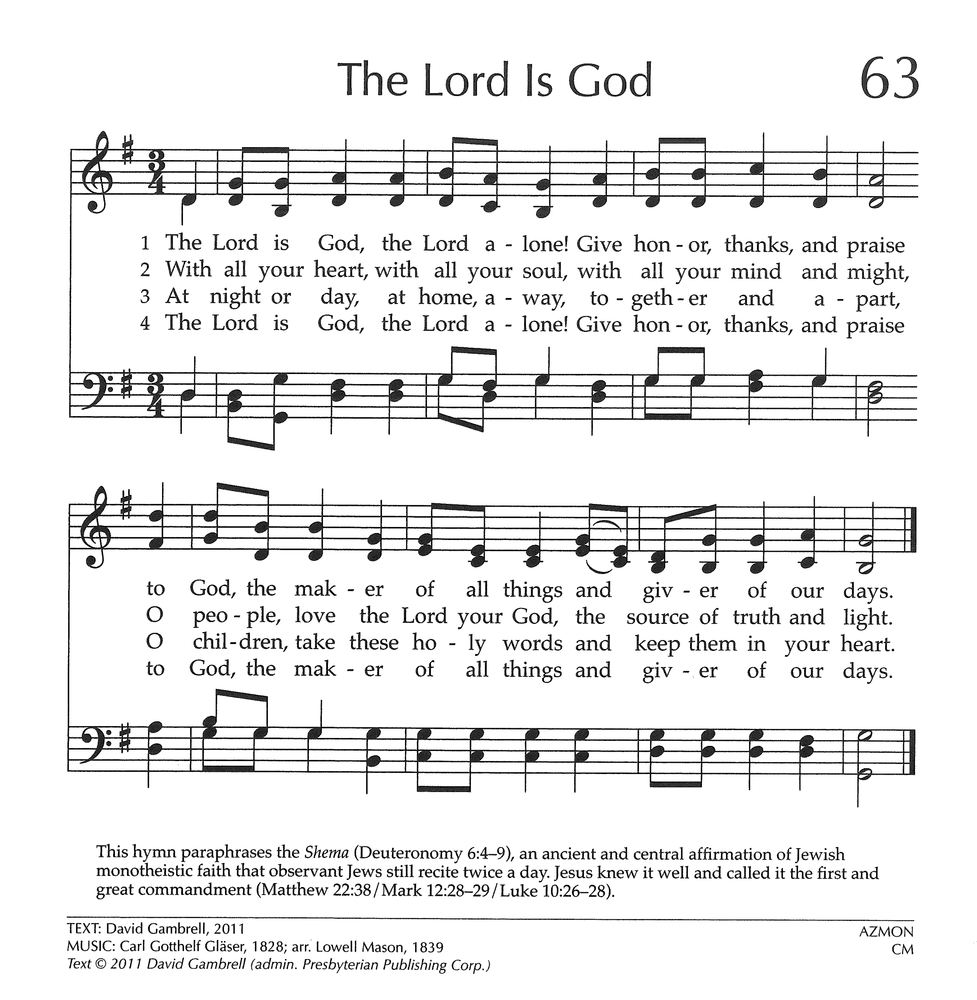 The Lord Is God 63
3
4
1 The Lord is God, the Lord a - lone! Give hon - or, thanks, and praise
2 With all your heart, with all your soul, with all your mind and might,
3 At night or day, at home, a - way, to - geth - er and a - part,
4 The Lord is God, the Lord a - lone! Give hon - or, thanks, and praise
3
4
to God, the mak - er of all things and giv - er of our days.
O peo - ple, love the Lord your God, the source of truth and light.
O chil - dren, take these ho - ly words and keep them in your heart.
to God, the mak - er of all things and giv - er of our days.
This hymn paraphrases the Shema (Deuteronomy 6:4–9), an ancient and central affirmation of Jewish
monotheistic faith that observant Jews still recite twice a day. Jesus knew it well and called it the first and
great commandment (Matthew 22:38/Mark 12:28–29/Luke 10:26–28).
TEXT: David Gambrell, 2011 AZMON
MUSIC: Carl Gotthelf Gläser, 1828; arr. Lowell Mason, 1839 CM
Text © 2011 David Gambrell (admin. Presbyterian Publishing Corp.)